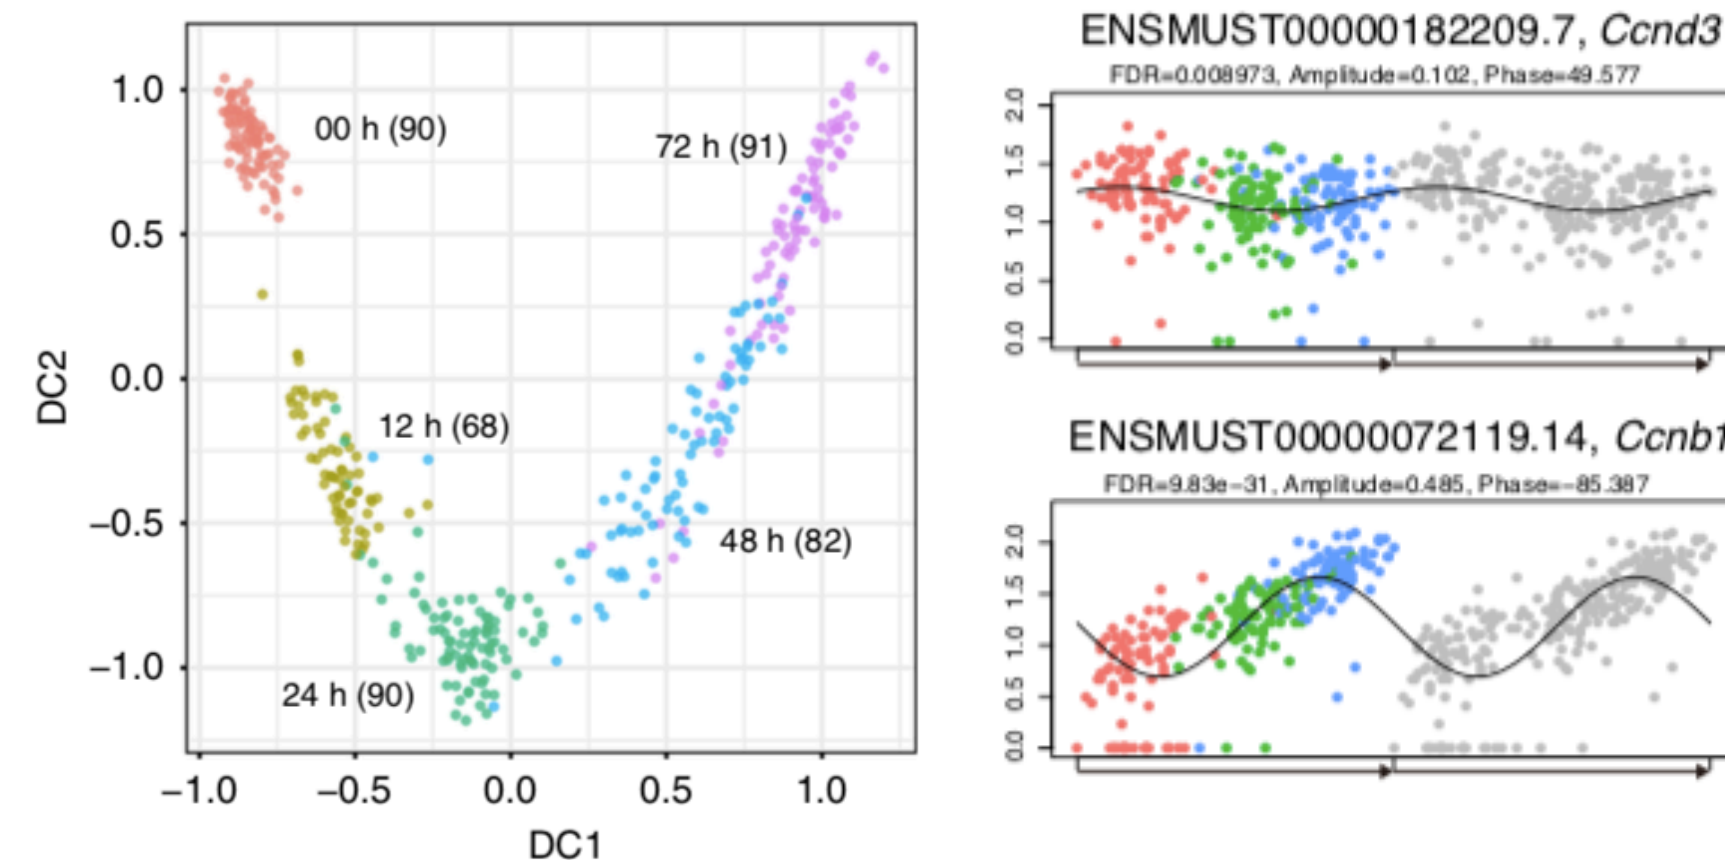 1.0
0.5
0.0
−0.5
−1.0
DC2
00 h (90)
72 h (91)
12 h (68)
48 h (82)
24 h (90)
−1.0 −0.5 0.0 0.5 1.0
DC1
ENSMUST00000182209.7, Ccnd3
FDR=0.008973, Amplitude=0.102, Phase=49.577
2.0
1.5
1.0
0.5
0.0
ENSMUST00000072119.14, Ccnb1
FDR=9.83e−31, Amplitude=0.485, Phase=−85.387
2.0
1.5
1.0
0.5
0.0